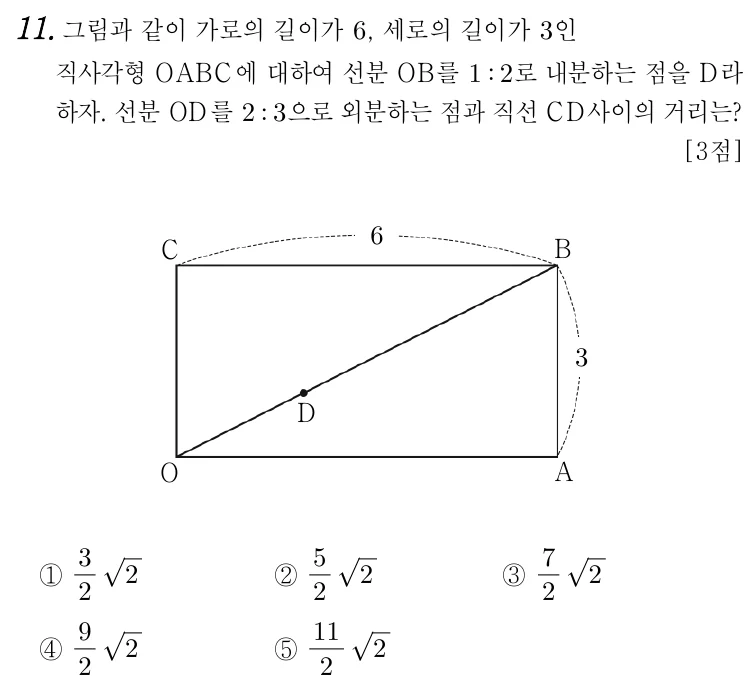 11. 그림과 같이 가로의 길이가 6, 세로의 길이가 3인
직사각형 OABC에 대하여 선분 OB를 1 : 2로 내분하는 점을 D라
하자. 선분 OD를 2 : 3으로 외분하는 점과 직선 CD사이의 거리는?
[3점]
C 6 B
3
D
O A
① 3/2 √2 ② 5/2 √2 ③ 7/2 √2
④ 9/2 √2 ⑤ 11/2 √2